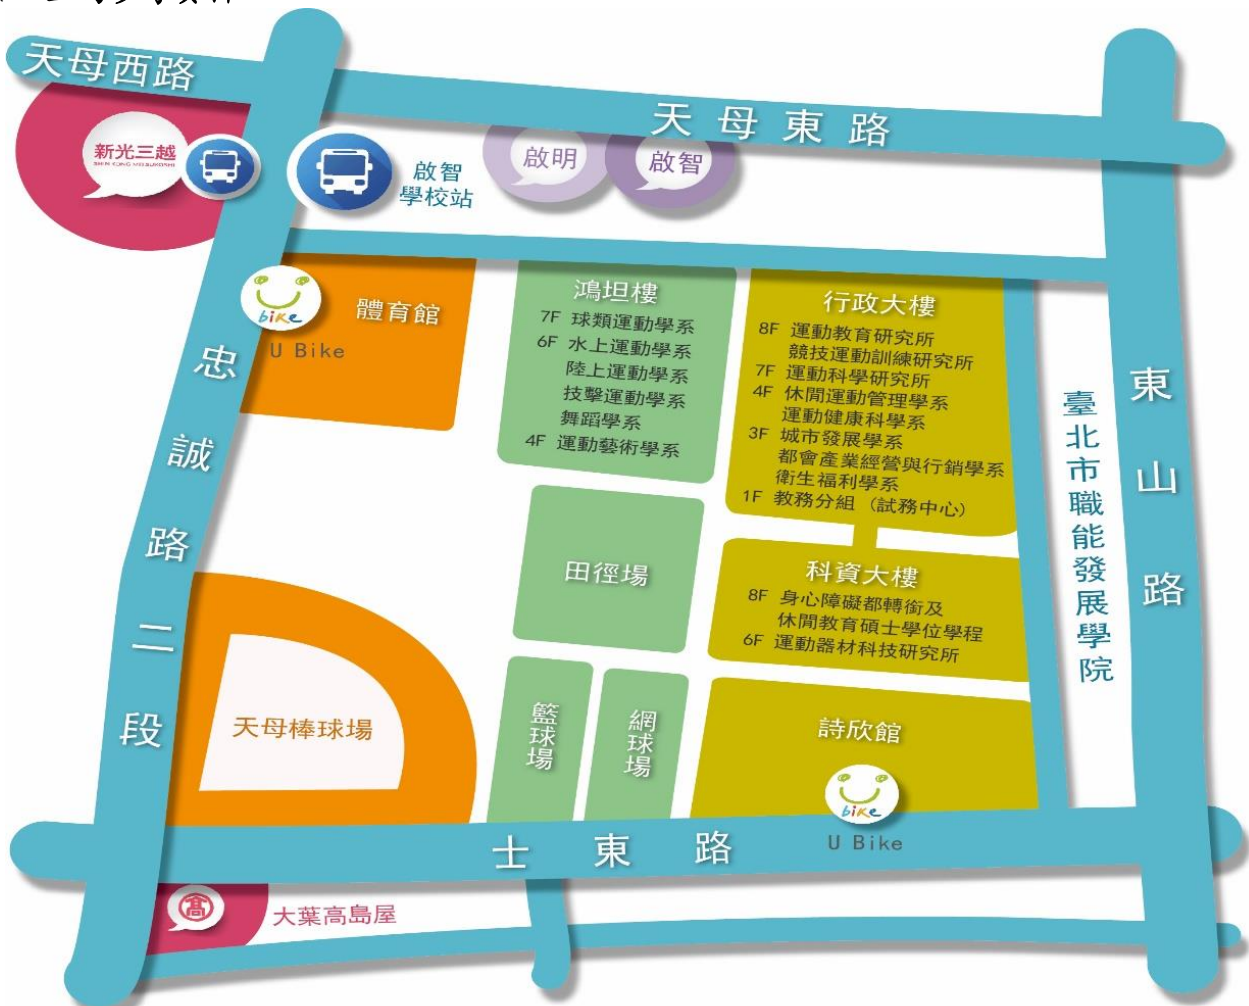 天母西路
天母東路
新光三越
SHIN KONG MITSUKOSHI
啟智
學校站
啟明
啟智
bike
U Bike
體育館
鴻坦樓
7F 球類運動學系
6F 水上運動學系
陸上運動學系
技擊運動學系
舞蹈學系
4F 運動藝術學系
行政大樓
8F 運動教育研究所
競技運動訓練研究所
7F 運動科學研究所
4F 休閒運動管理學系
運動健康科學系
3F 城市發展學系
都會產業經營與行銷學系
衛生福利學系
1F 教務分組（試務中心）
忠誠路二段
東山路
臺北市職能發展學院
田徑場
科資大樓
8F 身心障礙都轉銜及
休閒教育碩士學位學程
6F 運動器材科技研究所
天母棒球場
籃球場
網球場
詩欣館
bike
U Bike
士東路
髙
大葉高島屋